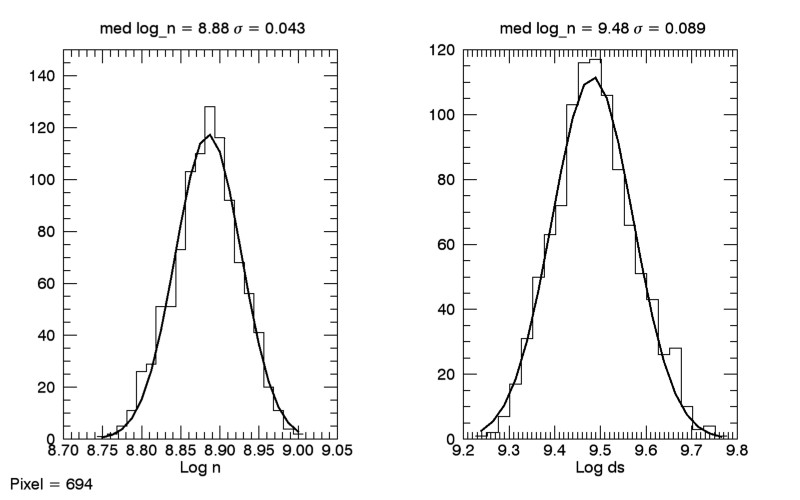 med log_n = 8.88 σ = 0.043
med log_n = 9.48 σ = 0.089
140
120
100
80
60
40
20
0
8.70 8.75 8.80 8.85 8.90 8.95 9.00 9.05
Log n
120
100
80
60
40
20
0
9.2 9.3 9.4 9.5 9.6 9.7 9.8
Log ds
Pixel = 694